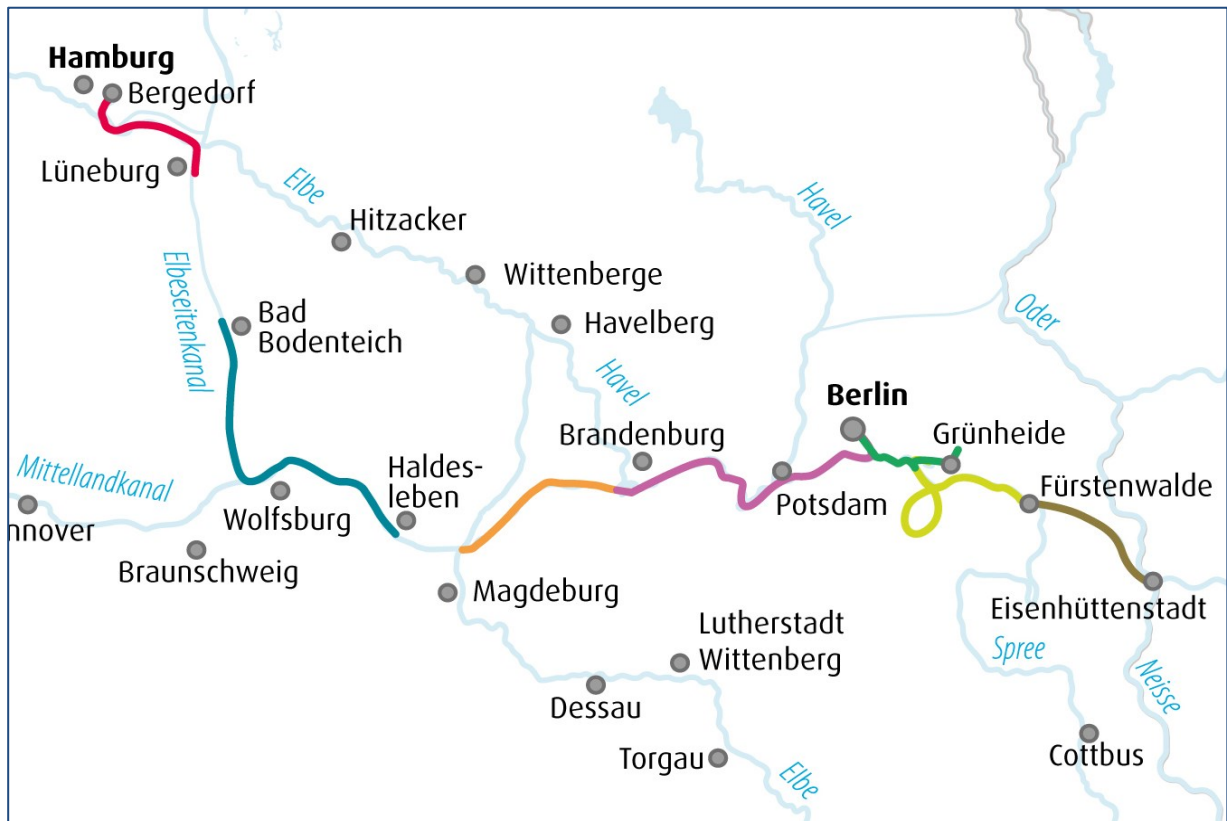 Hamburg
Bergedorf
Lüneburg
Elbe
Hitzacker
Havel
Wittenberge
Elbeseitenkanal
Bad
Bodenteich
Havelberg
Oder
Havel
Berlin
Brandenburg
Grünheide
Mittellandkanal
Haldes-
leben
Potsdam
Fürstenwalde
nnover
Wolfsburg
Braunschweig
Magdeburg
Eisenhüttenstadt
Lutherstadt
Wittenberg
Spree
Neisse
Dessau
Torgau
Elbe
Cottbus